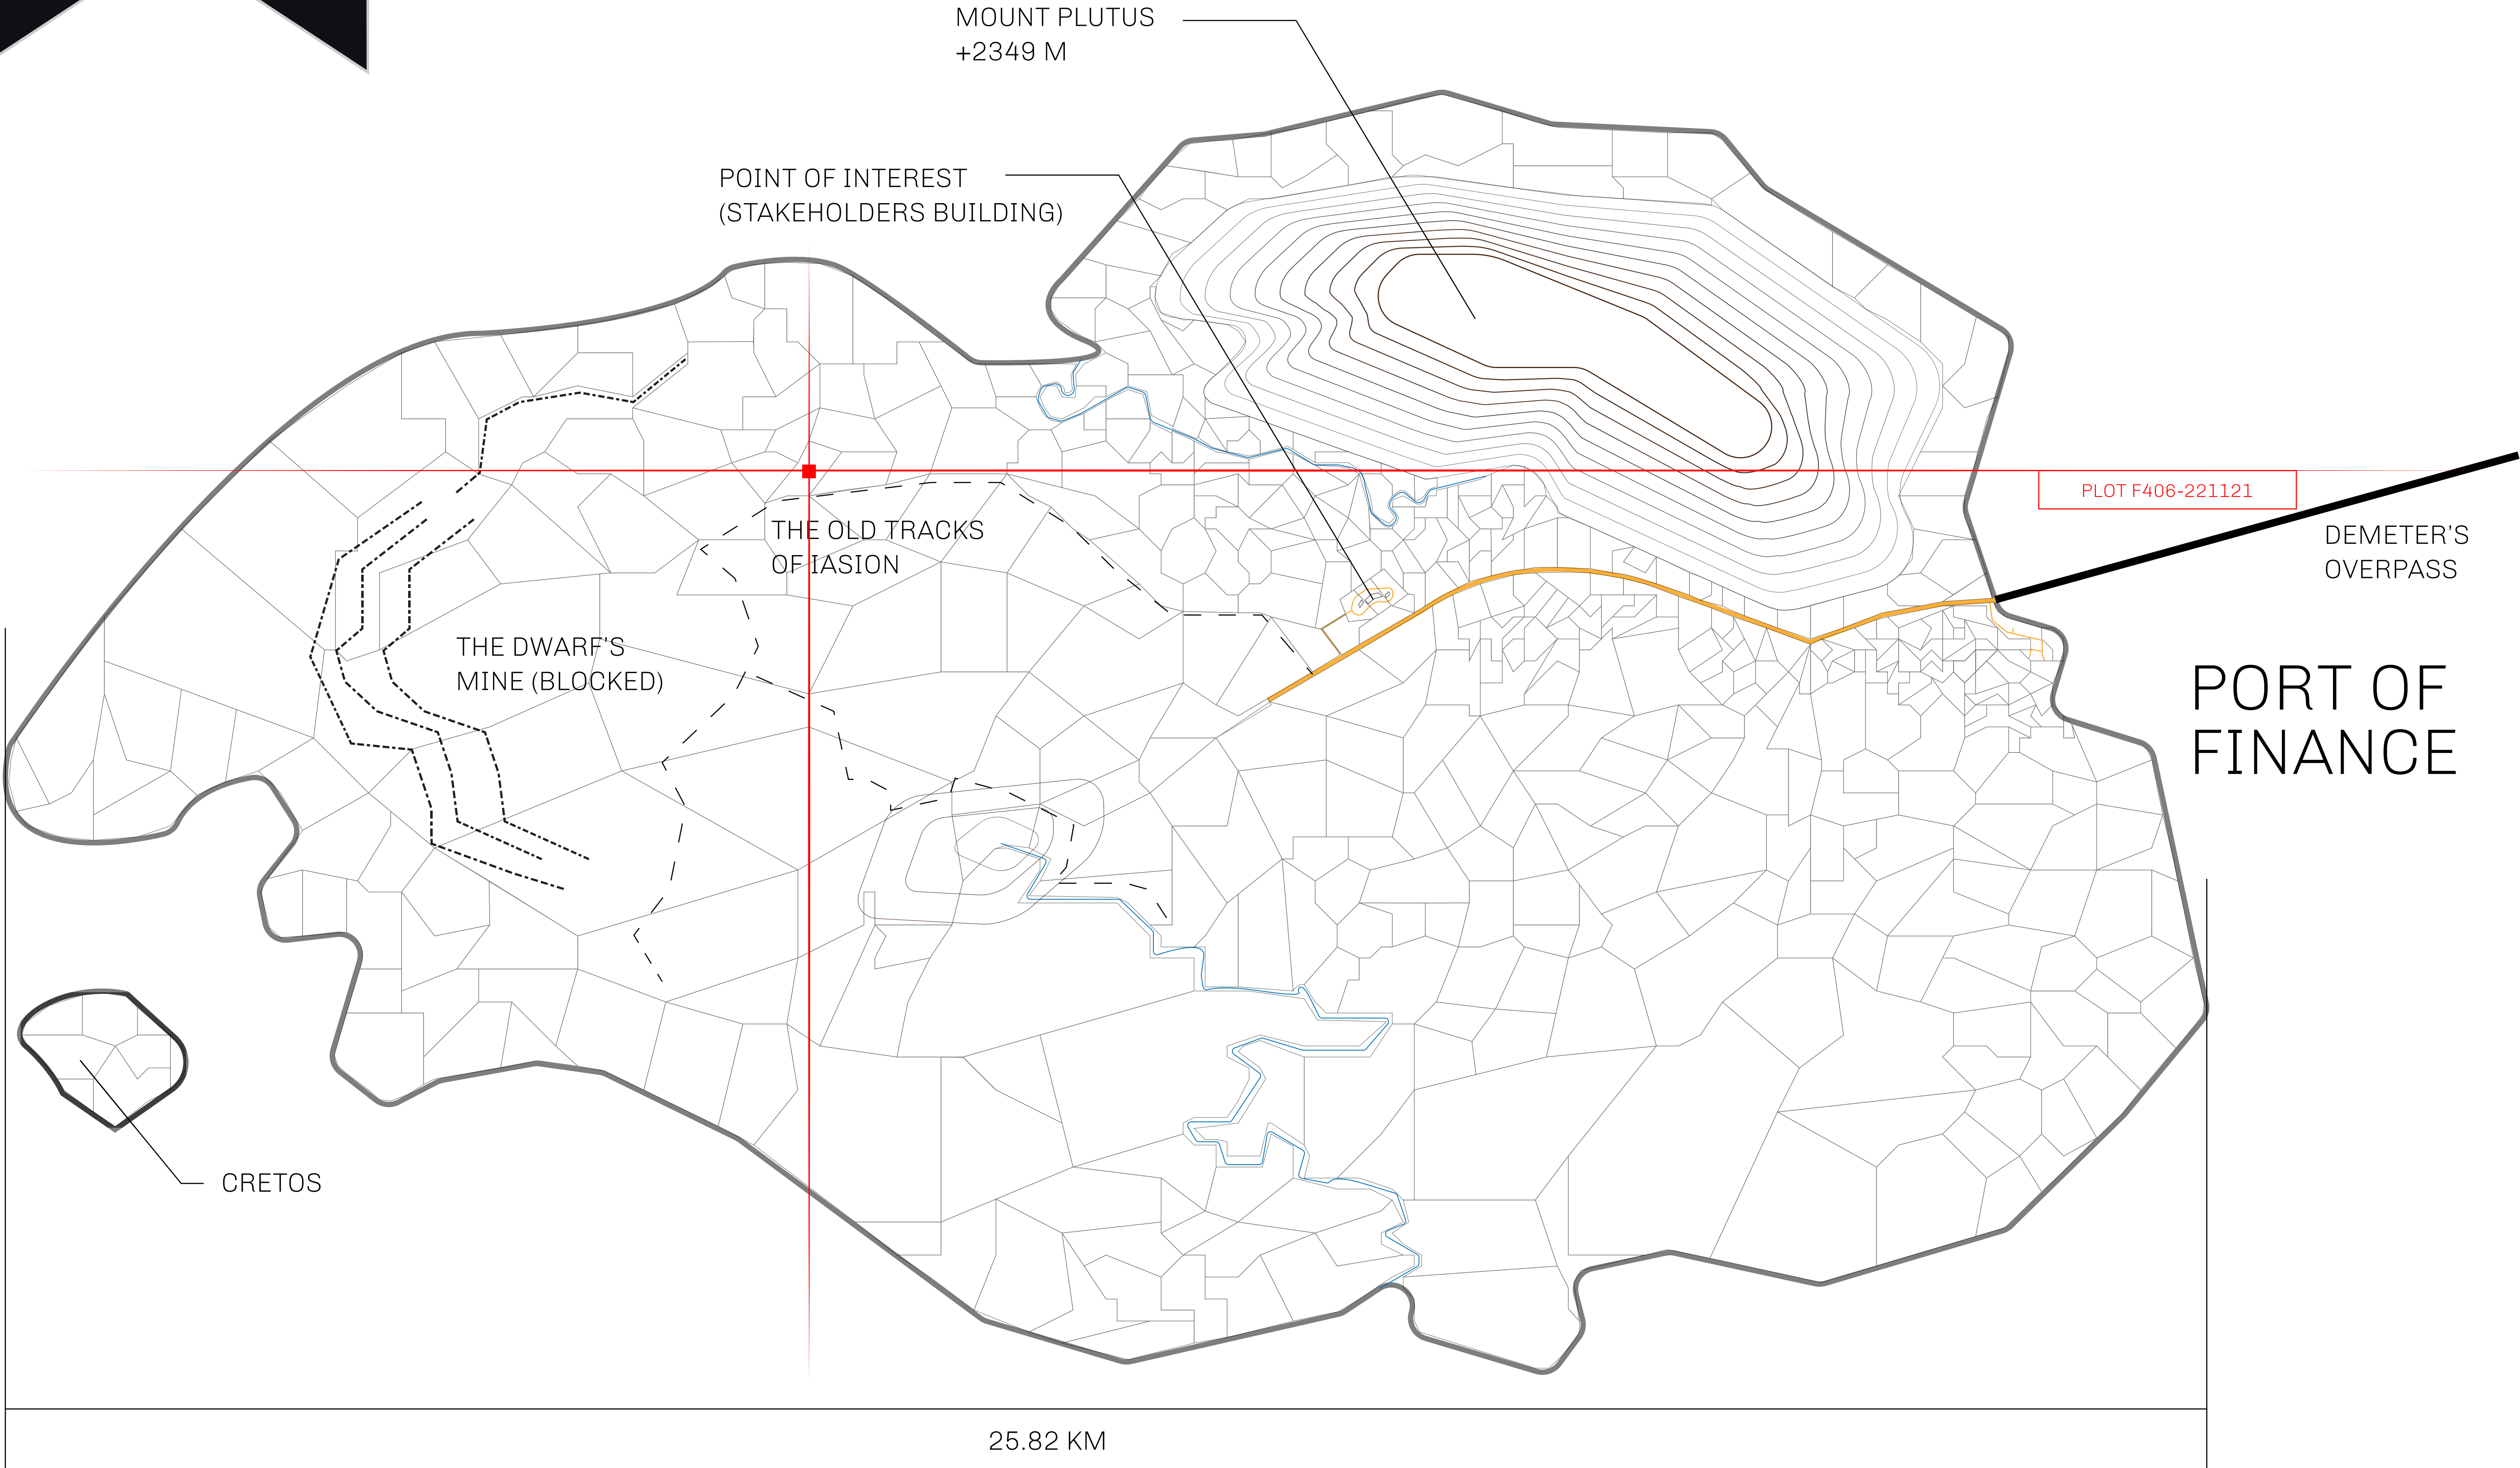 MOUNT PLUTUS
+2349 M
POINT OF INTEREST
(STAKEHOLDERS BUILDING)
PLOT F406-221121
THE OLD TRACKS
OF IASION
DEMETER'S
OVERPASS
THE DWARF'S
MINE (BLOCKED)
PORT OF
FINANCE
CRETOS
25.82 KM